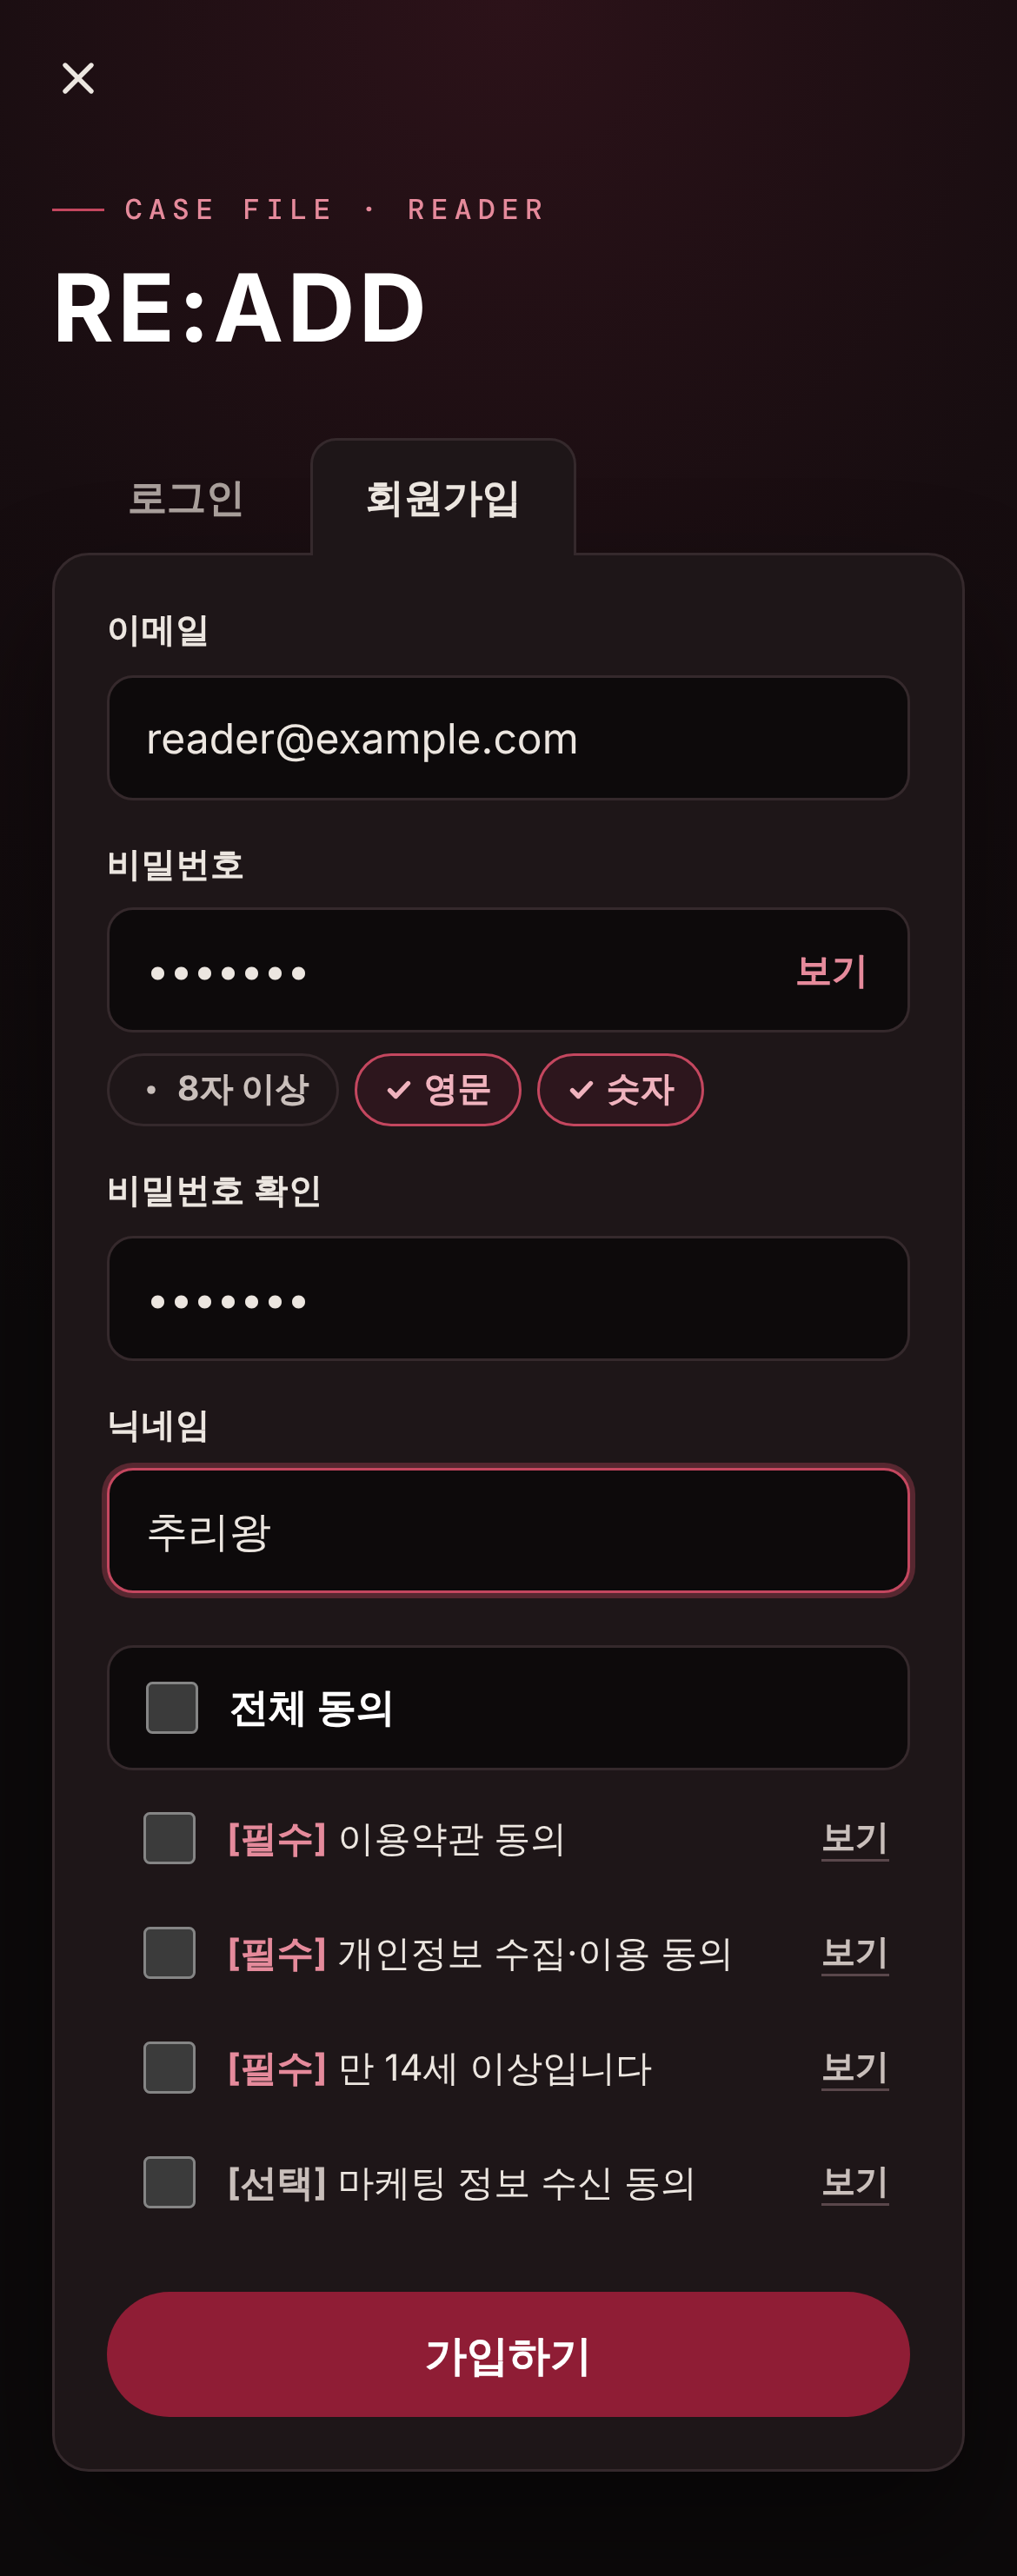 CASE FILE · READER
RE:ADD
로그인 회원가입
이메일
reader@example.com
비밀번호
••••••• 보기
• 8자 이상 ✓ 영문 ✓ 숫자
비밀번호 확인
•••••••
닉네임
추리왕
전체 동의
[필수] 이용약관 동의 보기
[필수] 개인정보 수집·이용 동의 보기
[필수] 만 14세 이상입니다 보기
[선택] 마케팅 정보 수신 동의 보기
가입하기